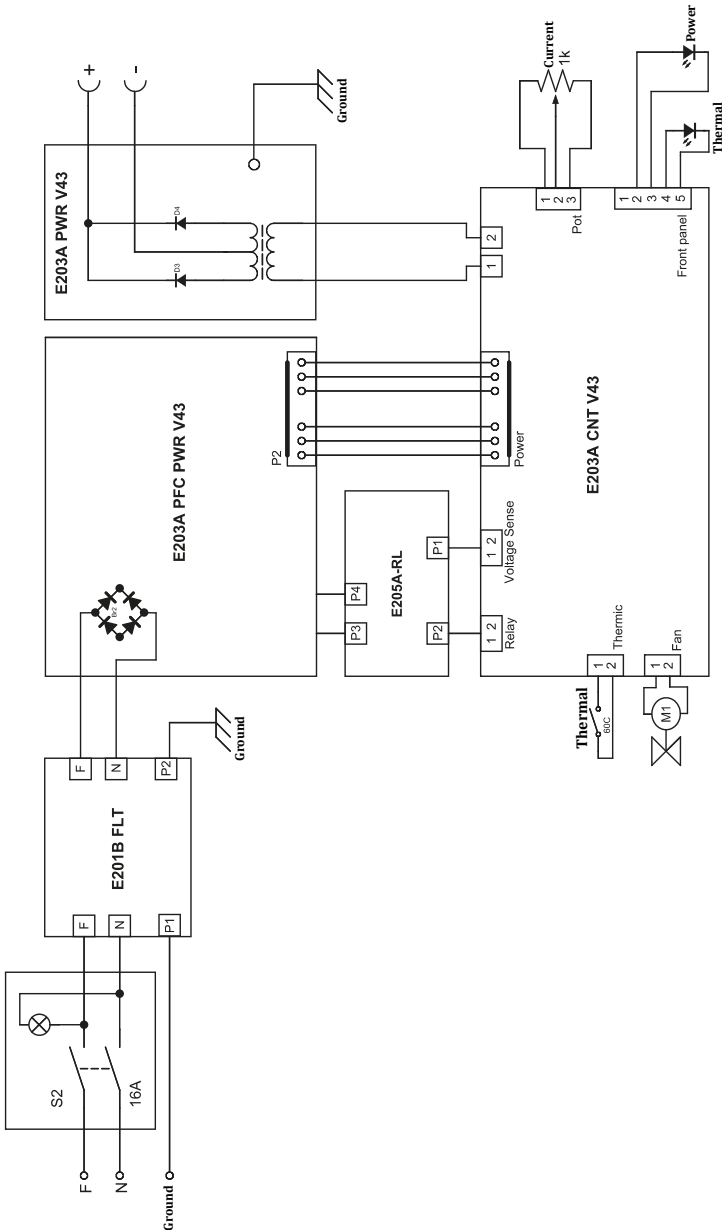 +
-
Ground
E203A PWR V43
D4
D3
Current
1k
Power
Thermal
1
2
3
Pot
1
2
3
4
5
Front panel
2
1
E203A PFC PWR V43
P2
Br2
Power
E203A CNT V43
P4
P3
E205A-RL
P1
P2
1 2
Voltage Sense
1 2
Relay
1
2
Thermic
1
2
Fan
Thermal
60C
M1
F
N
P2
Ground
E201B FLT
F
N
P1
S2
16A
F
N
Ground